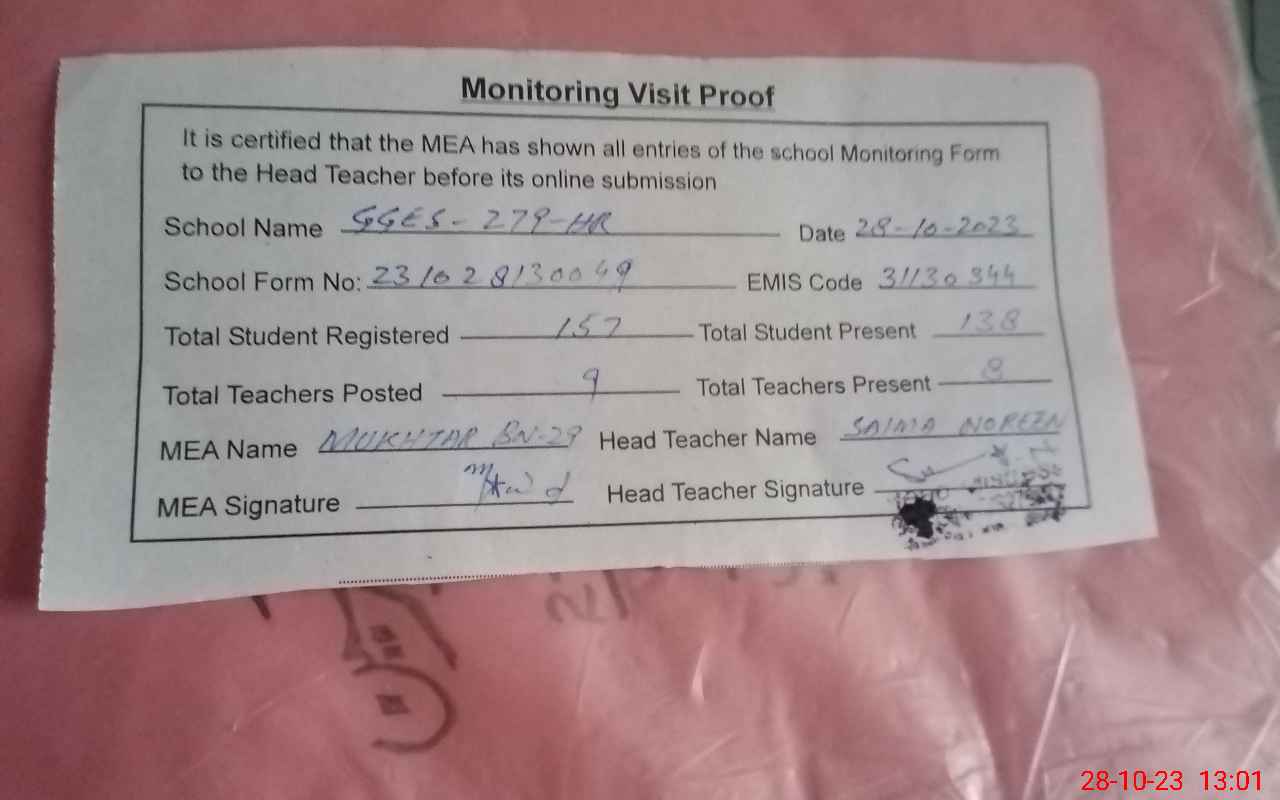 Monitoring Visit Proof
It is certified that the MEA has shown all entries of the school Monitoring Form
to the Head Teacher before its online submission
School Name GGES-279-HR Date 28-10-2023
School Form No: 231028130049 EMIS Code 31130344
Total Student Registered 157 Total Student Present 138
Total Teachers Posted 9 Total Teachers Present 8
MEA Name MUKHTAR BN-29 Head Teacher Name SAIMA NOREEN
MEA Signature Head Teacher Signature
28-10-23 13:01